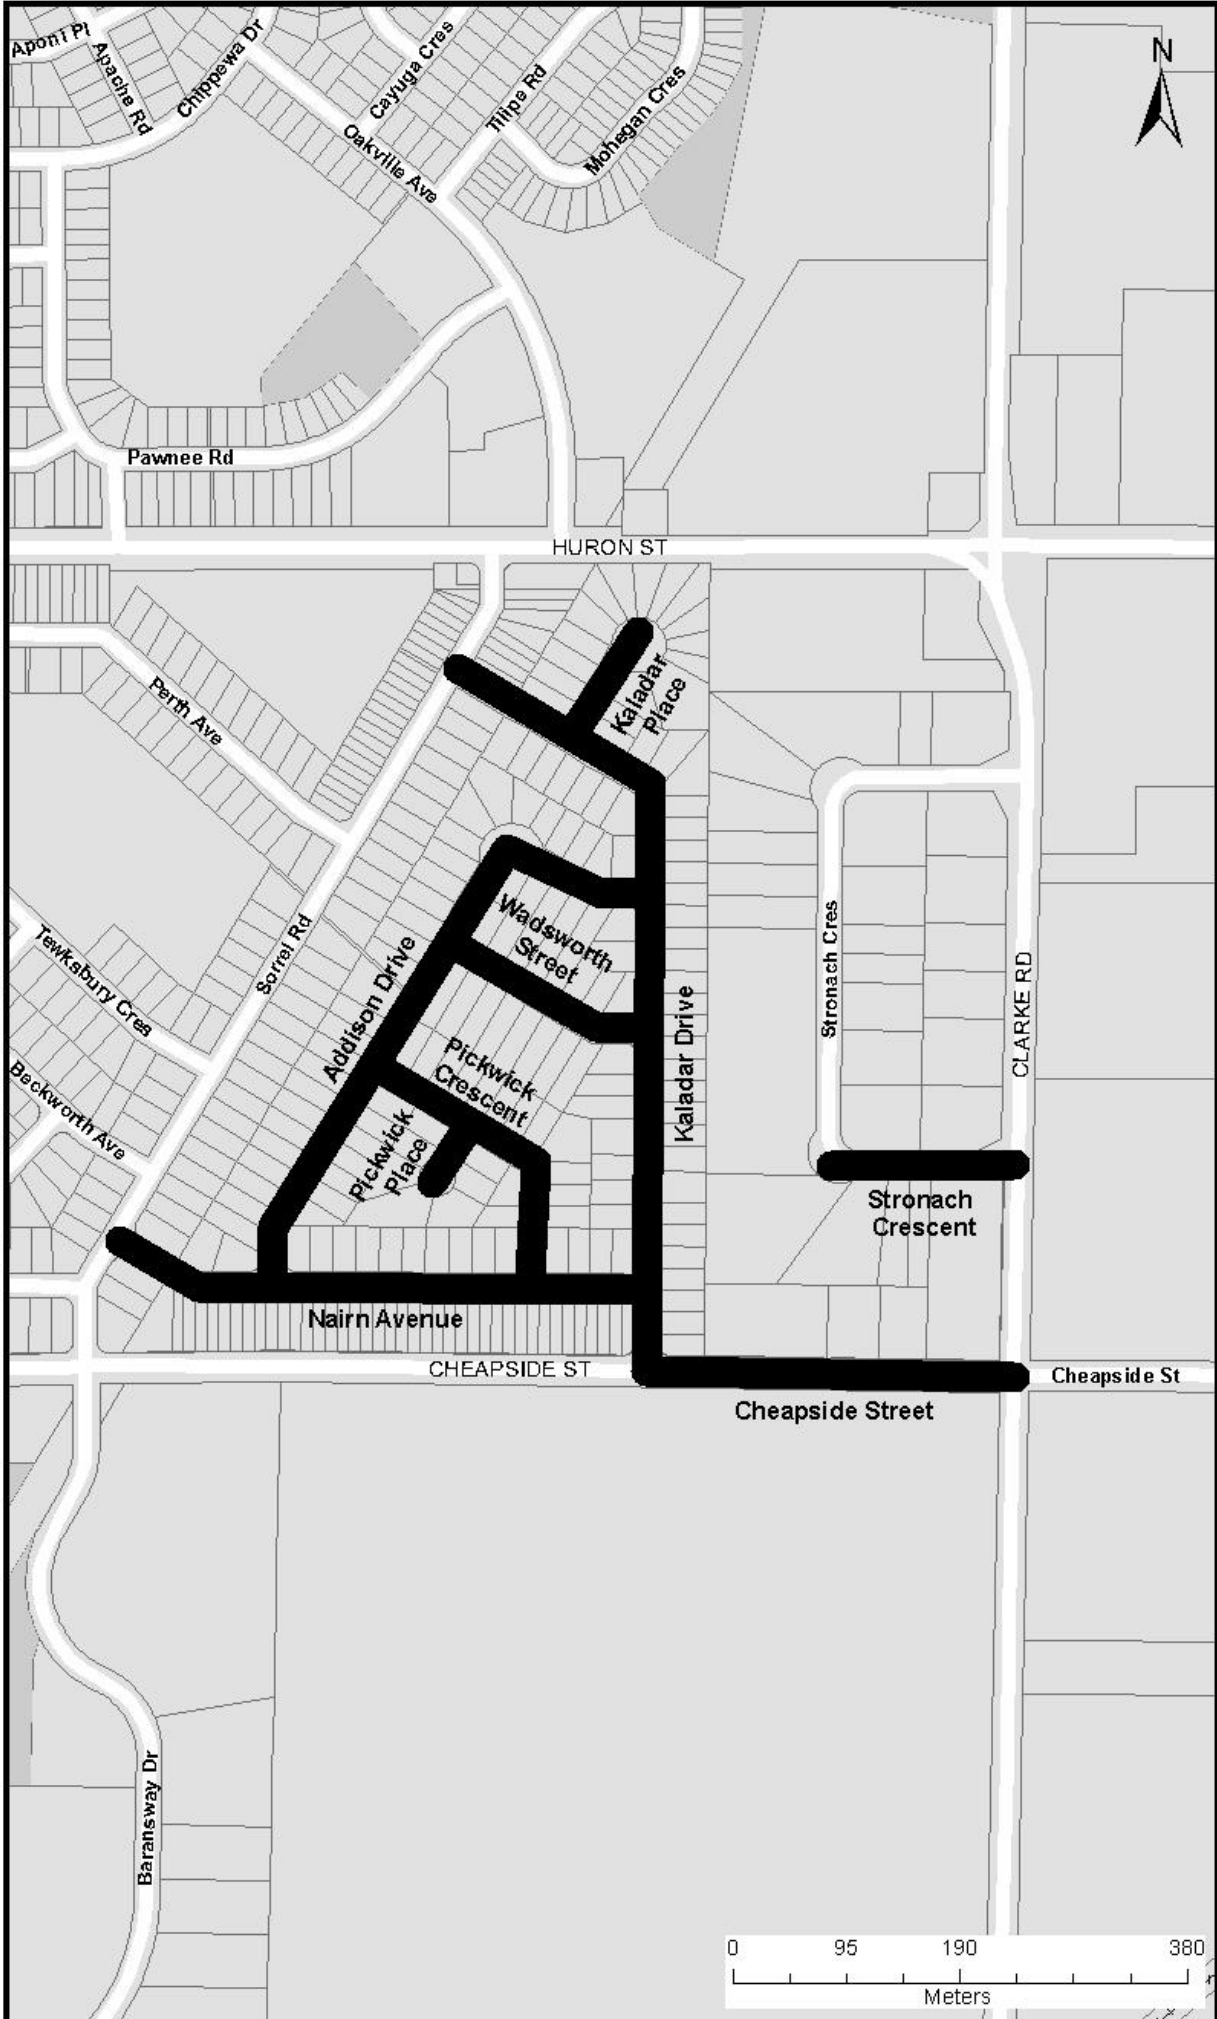 Aponi Pl
Apache Rd
Chippewa Dr
Cayuga Cres
Oakville Ave
Tilipe Rd
Mohegan Cres
N
Pawnee Rd
HURON ST
Perth Ave
Kaladar
Place
Tewksbury Cres
Sorrel Rd
Addison Drive
Wadsworth
Street
Kaladar Drive
Stronach Cres
CLARKE RD
Beckworth Ave
Pickwick
Crescent
Pickwick
Place
Stronach
Crescent
Nairn Avenue
CHEAPSIDE ST
Cheapside St
Cheapside Street
Baransway Dr
0 95 190 380
Meters